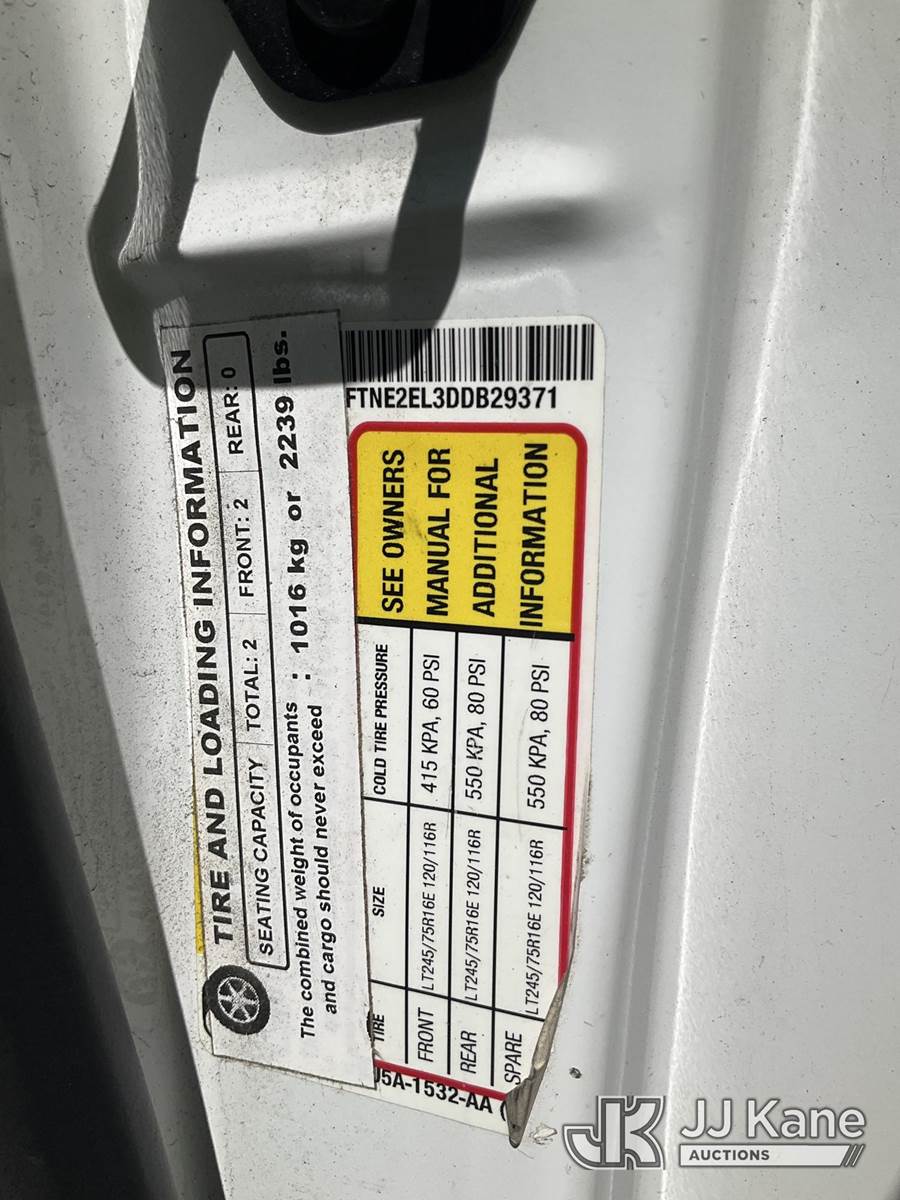 TIRE AND LOADING INFORMATION
SEATING CAPACITY TOTAL: 2 FRONT: 2 REAR: 0
The combined weight of occupants : 1016 kg or 2239 lbs.
and cargo should never exceed
FTNE2EL3DDB29371
TIRE SIZE COLD TIRE PRESSURE
FRONT LT245/75R16E 120/116R 415 KPA, 60 PSI
REAR LT245/75R16E 120/116R 550 KPA, 80 PSI
SPARE LT245/75R16E 120/116R 550 KPA, 80 PSI
SEE OWNERS
MANUAL FOR
ADDITIONAL
INFORMATION
5A-1532-AA
JK JJ Kane
AUCTIONS